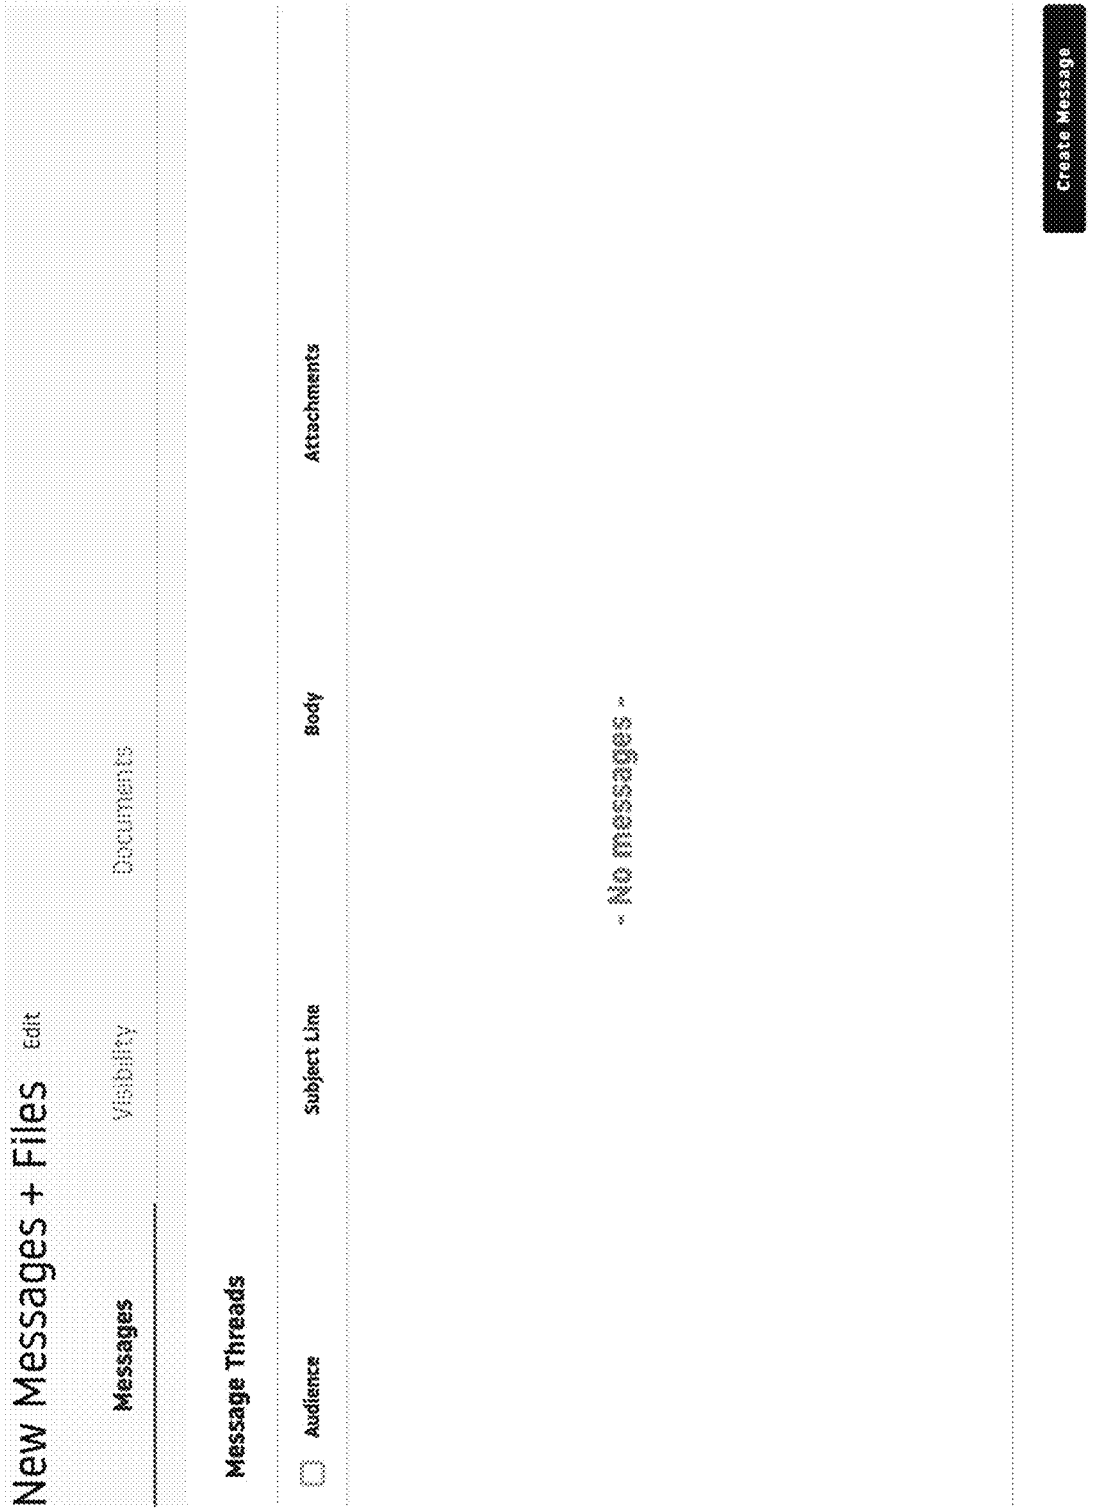 New Messages + Files Edit
Messages Visibility Documents
Message Threads
Audience Subject Line Body Attachments
- No messages -
Create Message